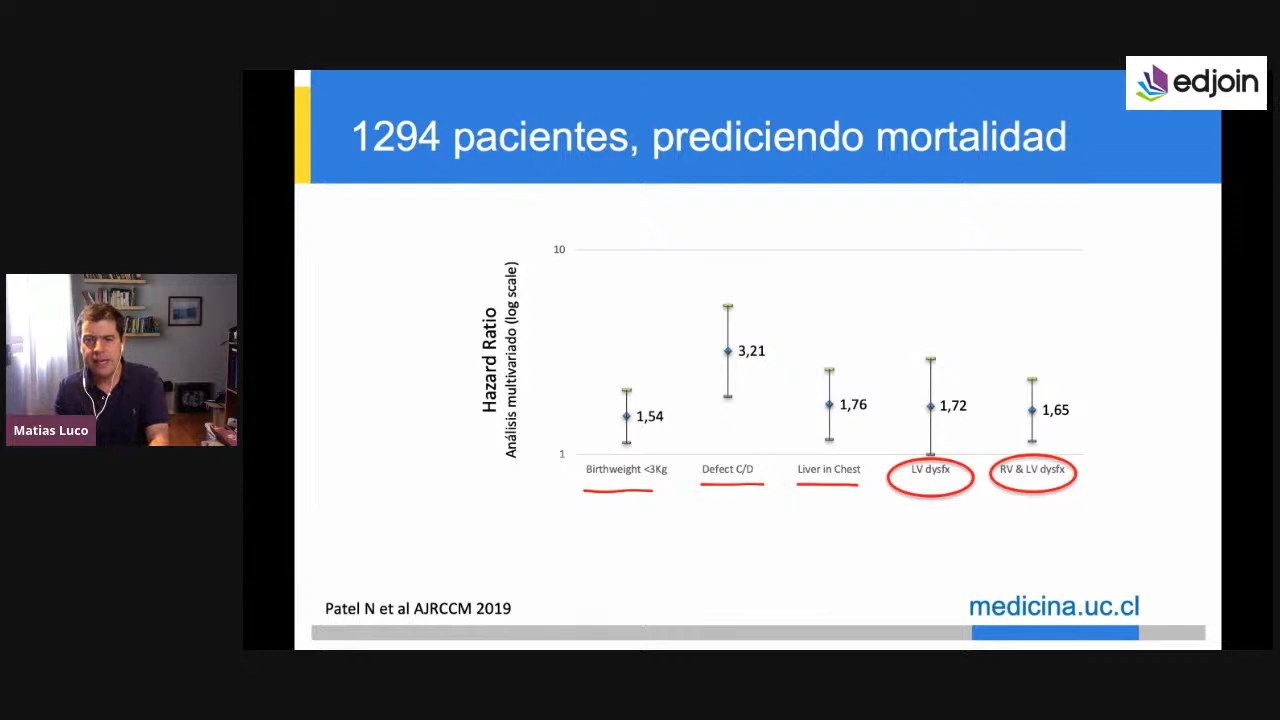 edjoin
1294 pacientes, prediciendo mortalidad
Hazard Ratio
Análisis multivariado (log scale)
10
3,21
1,54
1,76
1,72
1,65
1
Birthweight <3Kg
Defect C/D
Liver in Chest
LV dysfx
RV & LV dysfx
Matias Luco
Patel N et al AJRCCM 2019
medicina.uc.cl